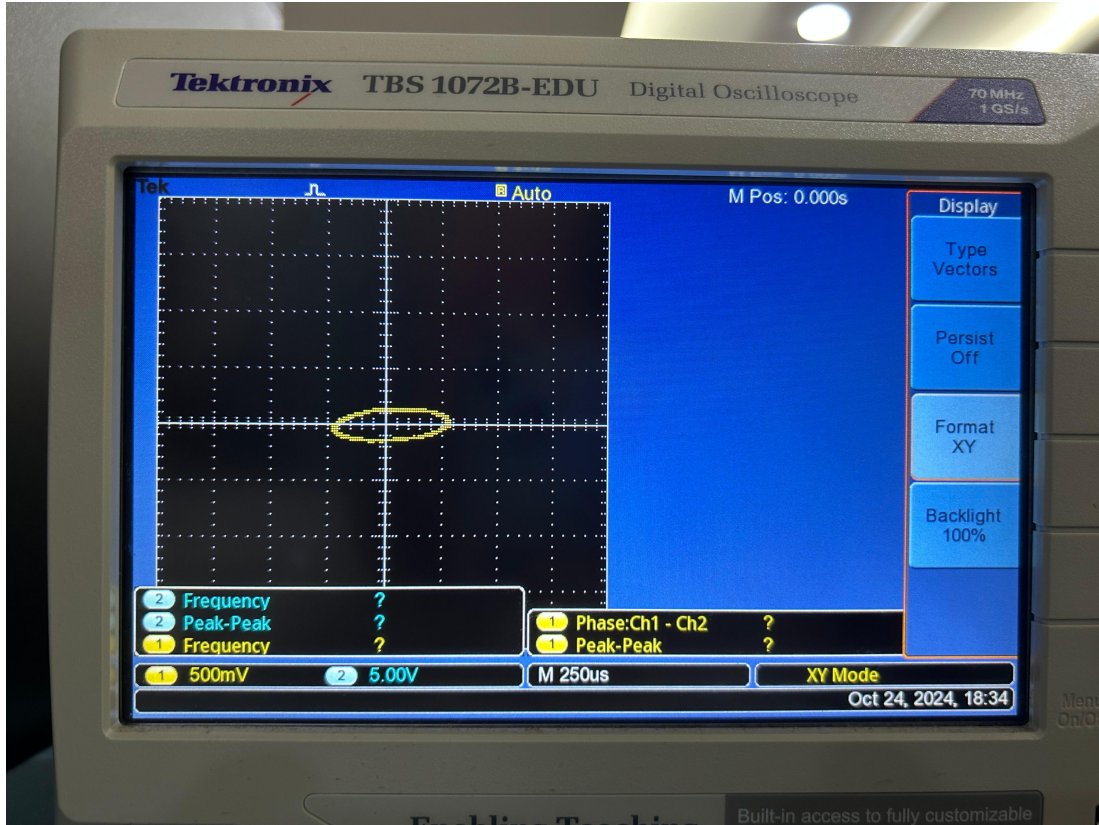 Tektronix TBS 1072B-EDU Digital Oscilloscope
70 MHz
1 GS/s
Tek
R Auto
M Pos: 0.000s
Display
Type
Vectors
Persist
Off
Format
XY
Backlight
100%
2 Frequency ?
2 Peak-Peak ?
1 Frequency ?
1 Phase:Ch1 - Ch2 ?
1 Peak-Peak ?
1 500mV 2 5.00V M 250us XY Mode
Oct 24, 2024, 18:34
Menu
Enabling Teaching
Built-in access to fully customizable